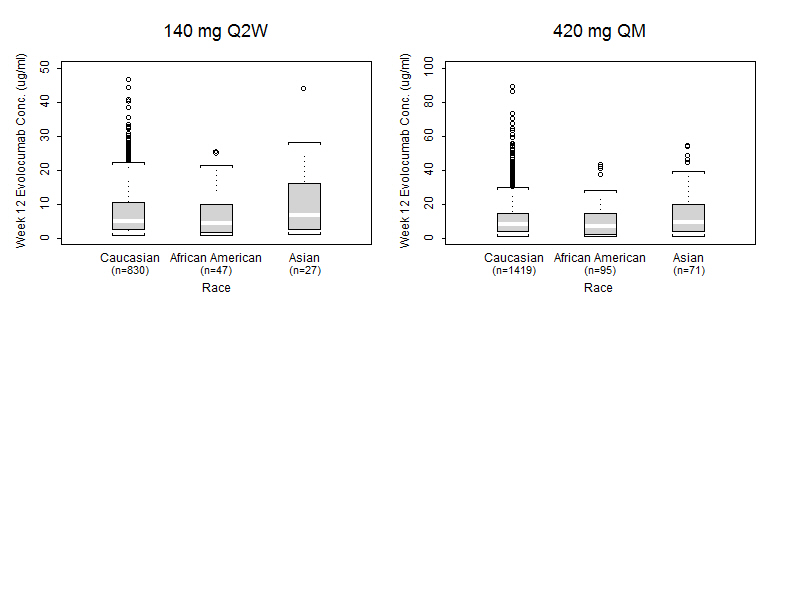 140 mg Q2W
Week 12 Evolocumab Conc. (ug/ml)
50
40
30
20
10
0
Caucasian African American Asian
(n=830) (n=47) (n=27)
Race
420 mg QM
Week 12 Evolocumab Conc. (ug/ml)
100
80
60
40
20
0
Caucasian African American Asian
(n=1419) (n=95) (n=71)
Race